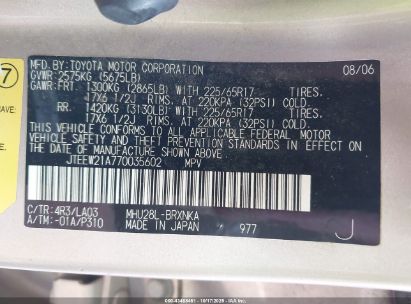 MFD. BY: TOYOTA MOTOR CORPORATION 08/06
GVWR: 2575KG (5675LB)
GAWR: FRT. 1300KG (2865LB) WITH 225/65R17 TIRES.
17X6 1/2J RIMS, AT 220KPA (32PSI) COLD
RR. 1420KG (3130LB) WITH 225/65R17 TIRES.
17X6 1/2J RIMS, AT 220KPA (32PSI) COLD
THIS VEHICLE CONFORMS TO ALL APPLICABLE FEDERAL MOTOR
VEHICLE SAFETY AND THEFT PREVENTION STANDARDS IN EFFECT ON
THE DATE OF MANUFACTURE SHOWN ABOVE.
JTEEW21A770035602 MPV
C/TR: 4R3/LA03 MHU28L-BRXNKA
A/TM: -01A/P310 MADE IN JAPAN 977 J
7
WAVE: